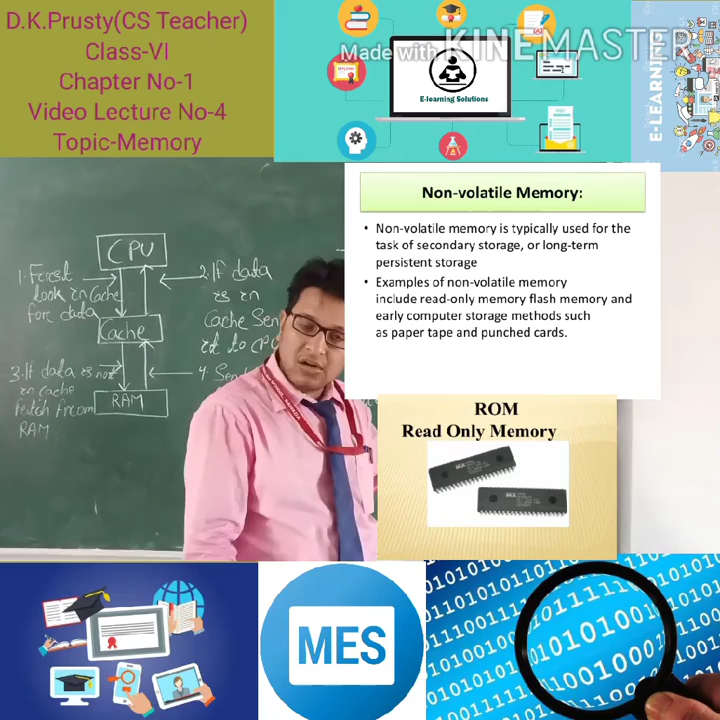 D.K.Prusty(CS Teacher)
Class-VI
Chapter No-1
Video Lecture No-4
Topic-Memory
Made with KINEMASTER
E-learning Solutions
E-LEARNING
CPU
1. First
look in Cache
for data
2. If data
is in
Cache Sen
it to CPU
Cache
3. If data is not
in Cache
fetch from
RAM
4. Send
RAM
Non-volatile Memory:
• Non-volatile memory is typically used for the
task of secondary storage, or long-term
persistent storage
• Examples of non-volatile memory
include read-only memory flash memory and
early computer storage methods such
as paper tape and punched cards.
ROM
Read Only Memory
MES